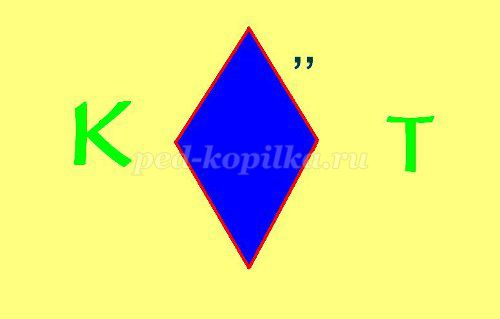 К ,, Т
ped-kopilka.ru